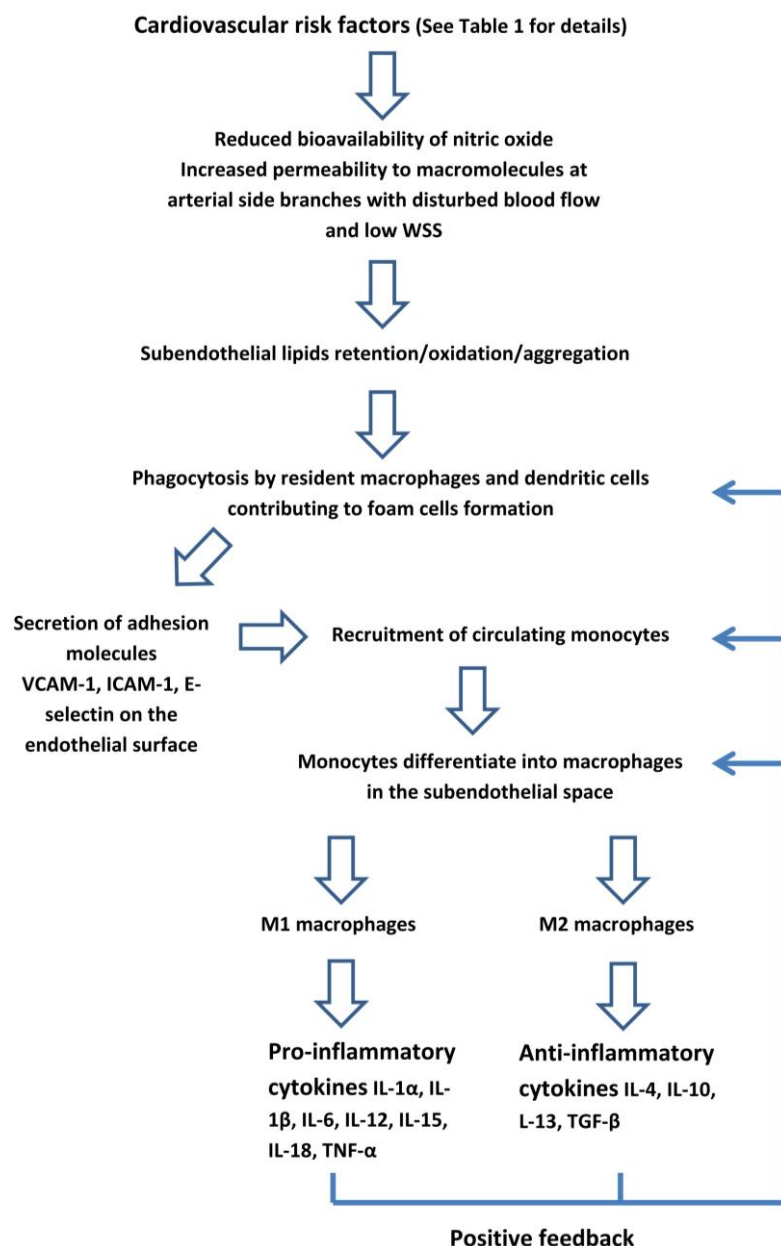 Cardiovascular risk factors (See Table 1 for details)
Reduced bioavailability of nitric oxide
Increased permeability to macromolecules at
arterial side branches with disturbed blood flow
and low WSS
Subendothelial lipids retention/oxidation/aggregation
Phagocytosis by resident macrophages and dendritic cells
contributing to foam cells formation
Secretion of adhesion
molecules
VCAM-1, ICAM-1, E-
selectin on the
endothelial surface
Recruitment of circulating monocytes
Monocytes differentiate into macrophages
in the subendothelial space
M1 macrophages
M2 macrophages
Pro-inflammatory
cytokines IL-1α, IL-
1β, IL-6, IL-12, IL-15,
IL-18, TNF-α
Anti-inflammatory
cytokines IL-4, IL-10,
L-13, TGF-β
Positive feedback